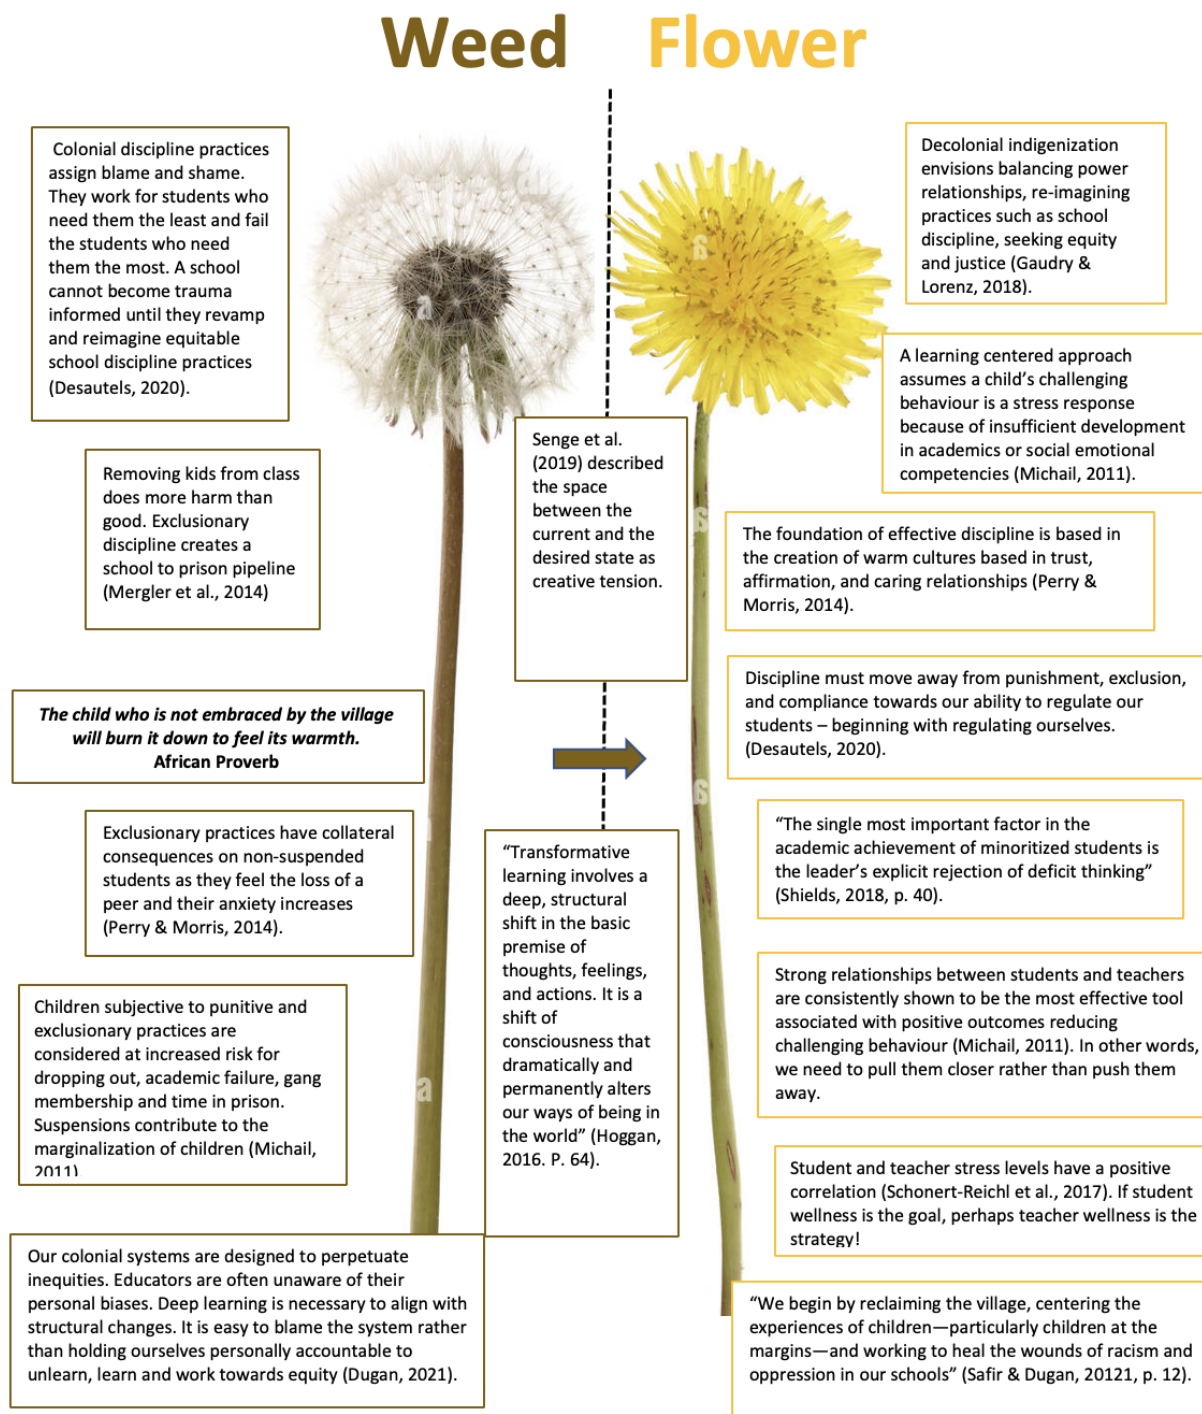 Weed Flower
Colonial discipline practices
assign blame and shame.
They work for students who
need them the least and fail
the students who need
them the most. A school
cannot become trauma
informed until they revamp
and reimagine equitable
school discipline practices
(Desautels, 2020).
Removing kids from class
does more harm than
good. Exclusionary
discipline creates a
school to prison pipeline
(Mergler et al., 2014)
The child who is not embraced by the village
will burn it down to feel its warmth.
African Proverb
Exclusionary practices have collateral
consequences on non-suspended
students as they feel the loss of a
peer and their anxiety increases
(Perry & Morris, 2014).
Children subjective to punitive and
exclusionary practices are
considered at increased risk for
dropping out, academic failure, gang
membership and time in prison.
Suspensions contribute to the
marginalization of children (Michail,
2011)
Our colonial systems are designed to perpetuate
inequities. Educators are often unaware of their
personal biases. Deep learning is necessary to align with
structural changes. It is easy to blame the system rather
than holding ourselves personally accountable to
unlearn, learn and work towards equity (Dugan, 2021).
Senge et al.
(2019) described
the space
between the
current and the
desired state as
creative tension.
“Transformative
learning involves a
deep, structural
shift in the basic
premise of
thoughts, feelings,
and actions. It is a
shift of
consciousness that
dramatically and
permanently alters
our ways of being in
the world” (Hoggan,
2016. P. 64).
Decolonial indigenization
envisions balancing power
relationships, re-imagining
practices such as school
discipline, seeking equity
and justice (Gaudry &
Lorenz, 2018).
A learning centered approach
assumes a child’s challenging
behaviour is a stress response
because of insufficient development
in academics or social emotional
competencies (Michail, 2011).
The foundation of effective discipline is based in
the creation of warm cultures based in trust,
affirmation, and caring relationships (Perry &
Morris, 2014).
Discipline must move away from punishment, exclusion,
and compliance towards our ability to regulate our
students – beginning with regulating ourselves.
(Desautels, 2020).
“The single most important factor in the
academic achievement of minoritized students is
the leader’s explicit rejection of deficit thinking”
(Shields, 2018, p. 40).
Strong relationships between students and teachers
are consistently shown to be the most effective tool
associated with positive outcomes reducing
challenging behaviour (Michail, 2011). In other words,
we need to pull them closer rather than push them
away.
Student and teacher stress levels have a positive
correlation (Schonert-Reichl et al., 2017). If student
wellness is the goal, perhaps teacher wellness is the
strategy!
“We begin by reclaiming the village, centering the
experiences of children—particularly children at the
margins—and working to heal the wounds of racism and
oppression in our schools” (Safir & Dugan, 20121, p. 12).
a
a
a
a
a
a